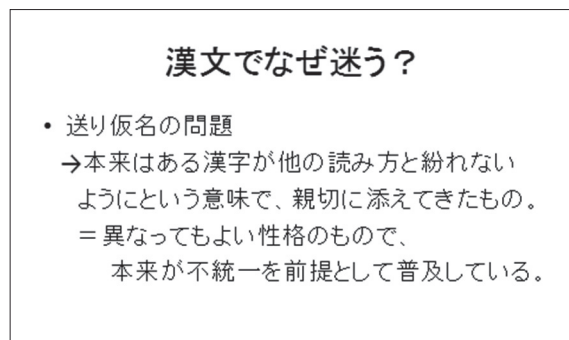 漢文でなぜ迷う？
• 送り仮名の問題
→本来はある漢字が他の読み方と紛れない
ようにという意味で、親切に添えてきたもの。
＝異なってもよい性格のもので、
本来が不統一を前提として普及している。